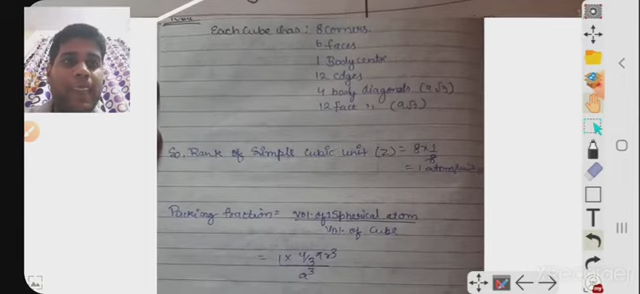 Each Cube has : 8 corners.
6 faces
1 Body centre
12 edges
4 body diagonals (a√3)
12 face " (a√2)
So, Rank of Simple cubic unit (Z) = 8 × 1/8
= 1 atom/unit
Packing fraction = Vol. of 1 Spherical atom
Vol. of Cube
= 1 × 4/3 πr³
a³
T